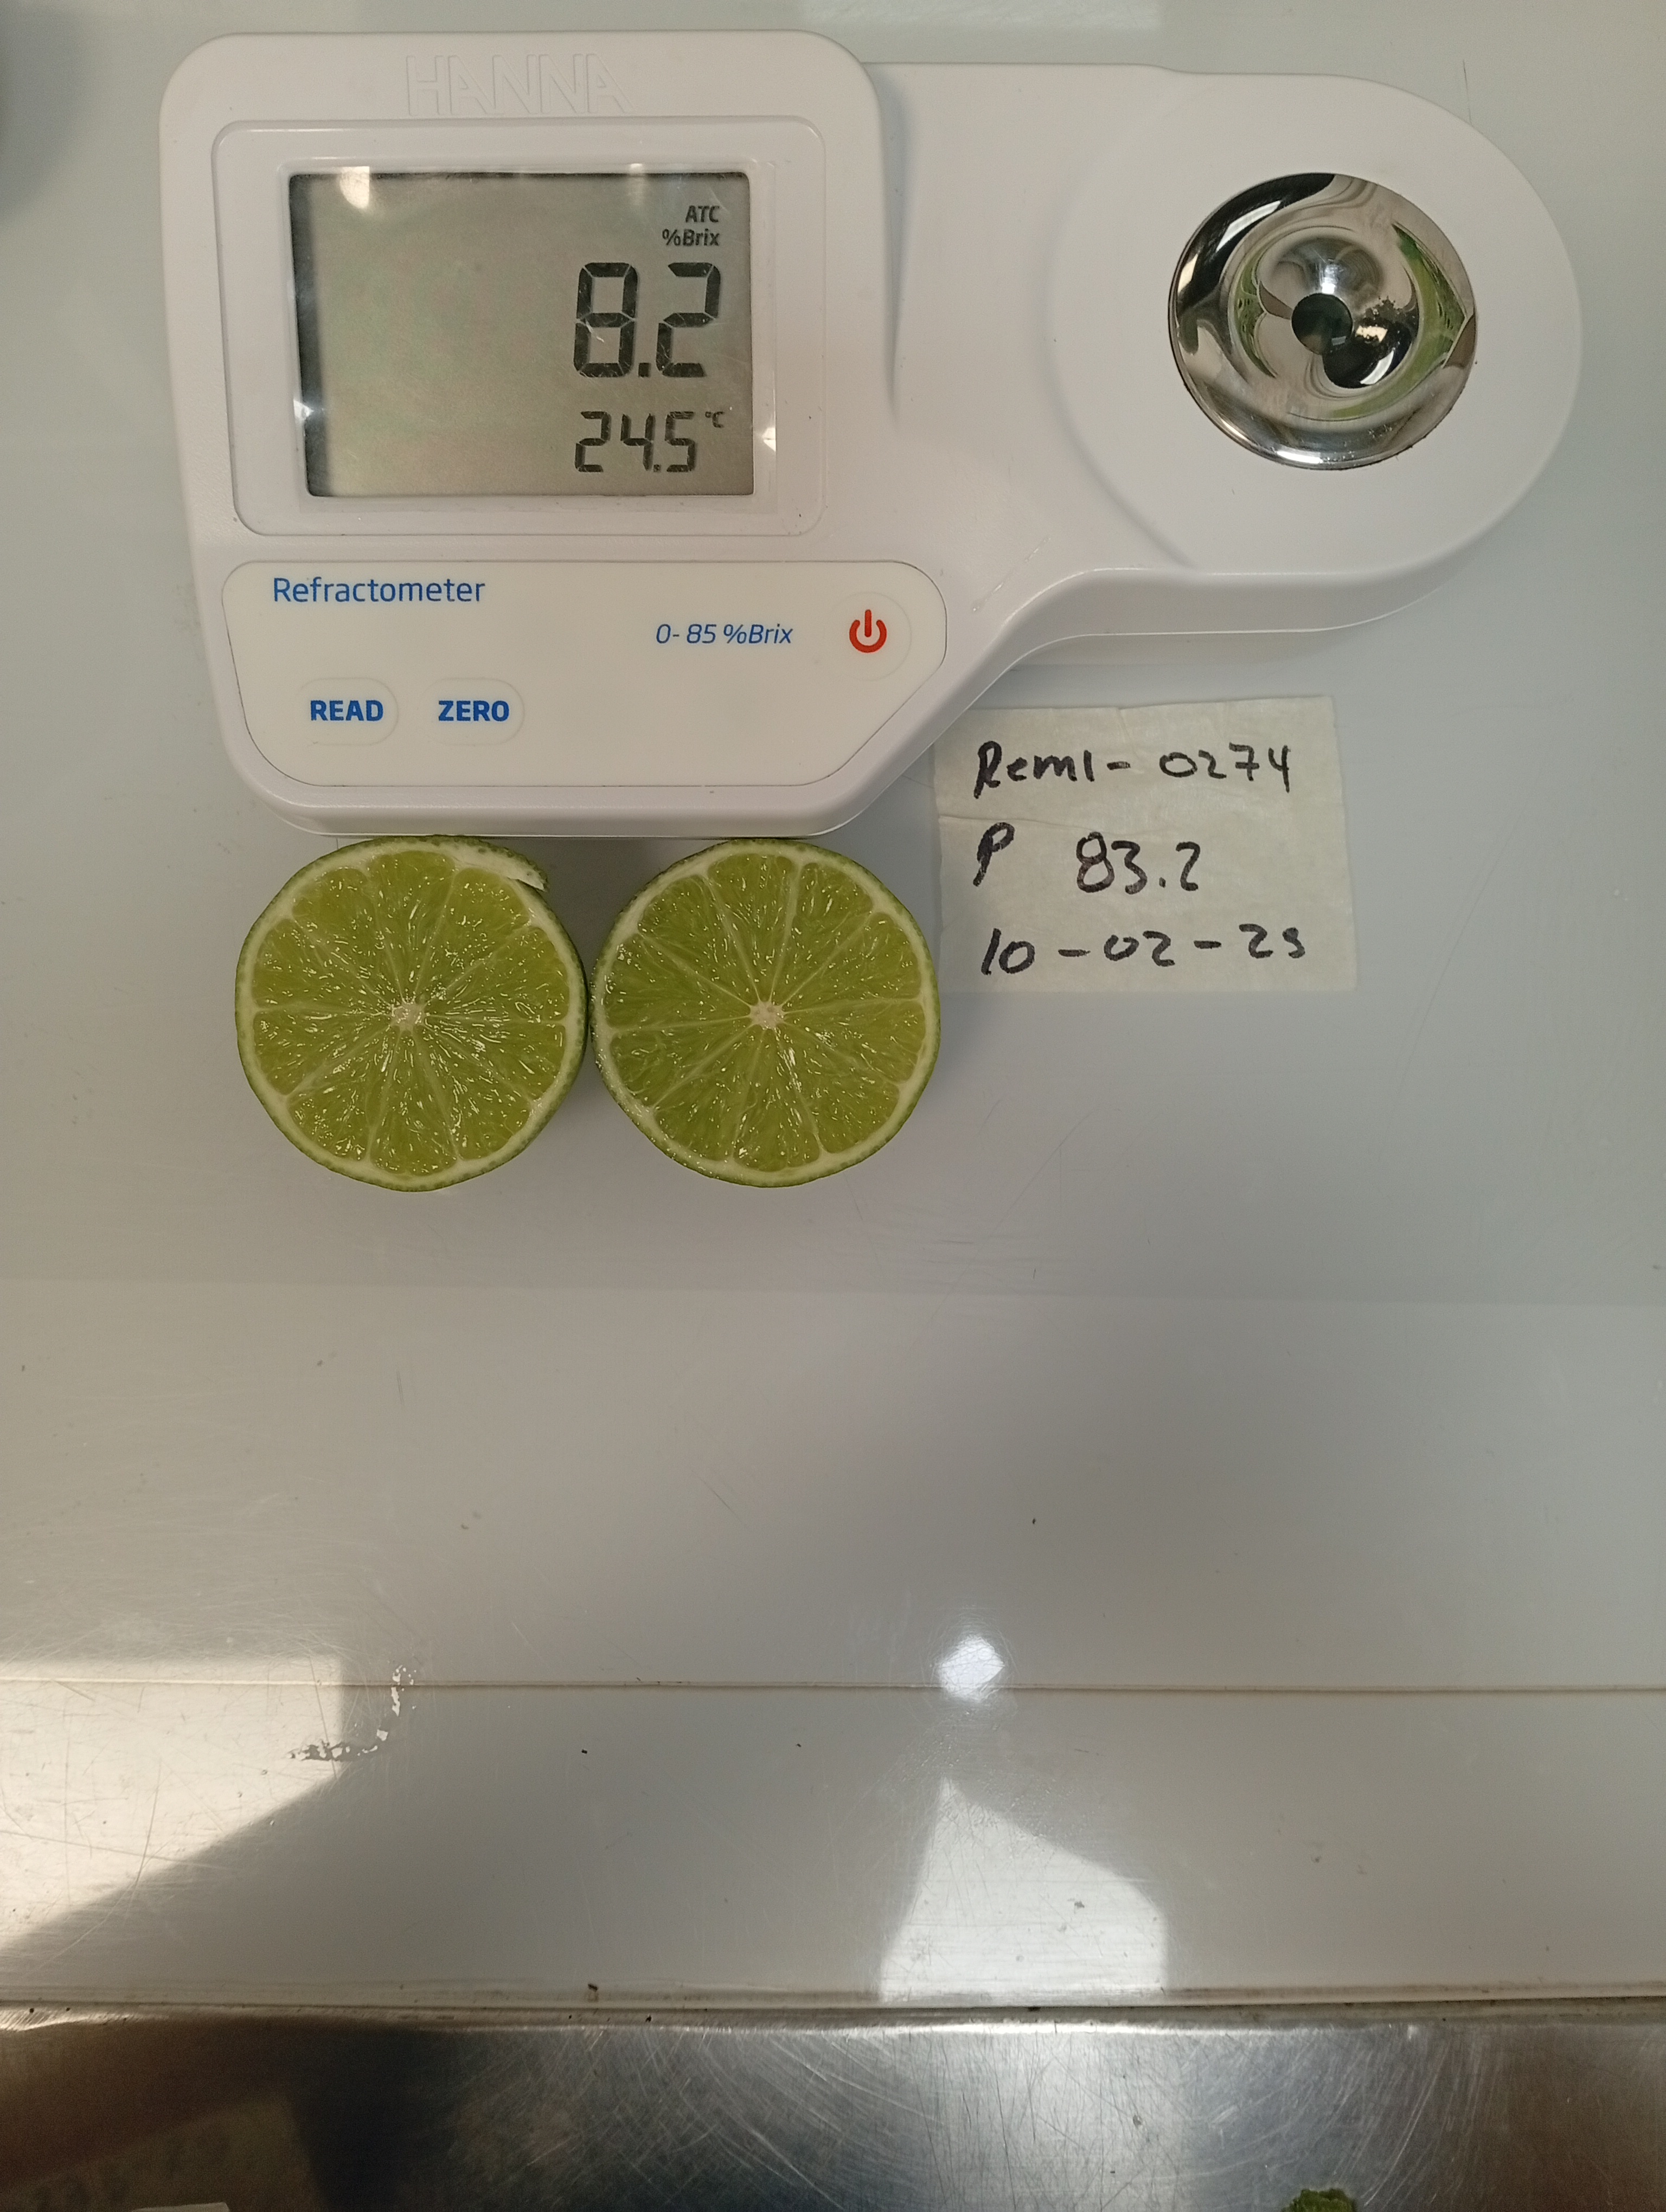 HANNA
ATC
%Brix
8.2
24.5 °C
Refractometer
0- 85 %Brix
READ ZERO
Reml- 0274
P 83.2
10-02-25